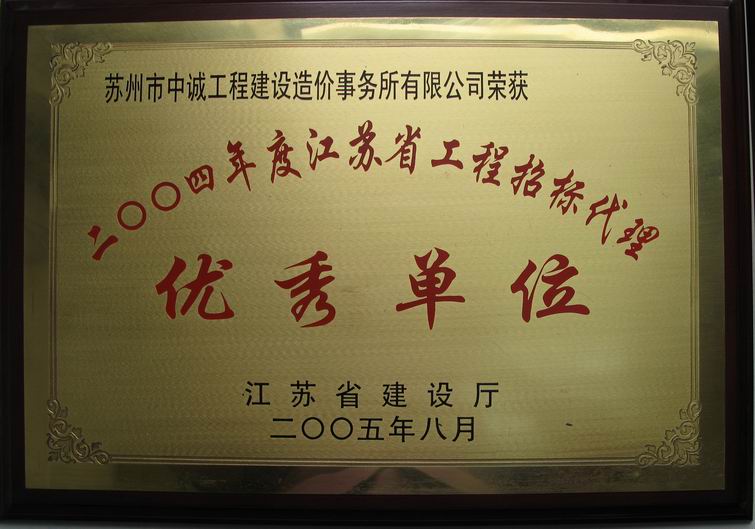 苏州市中诚工程建设造价事务所有限公司荣获
二〇〇四年度江苏省工程招标代理
优秀单位
江苏省建设厅
二〇〇五年八月